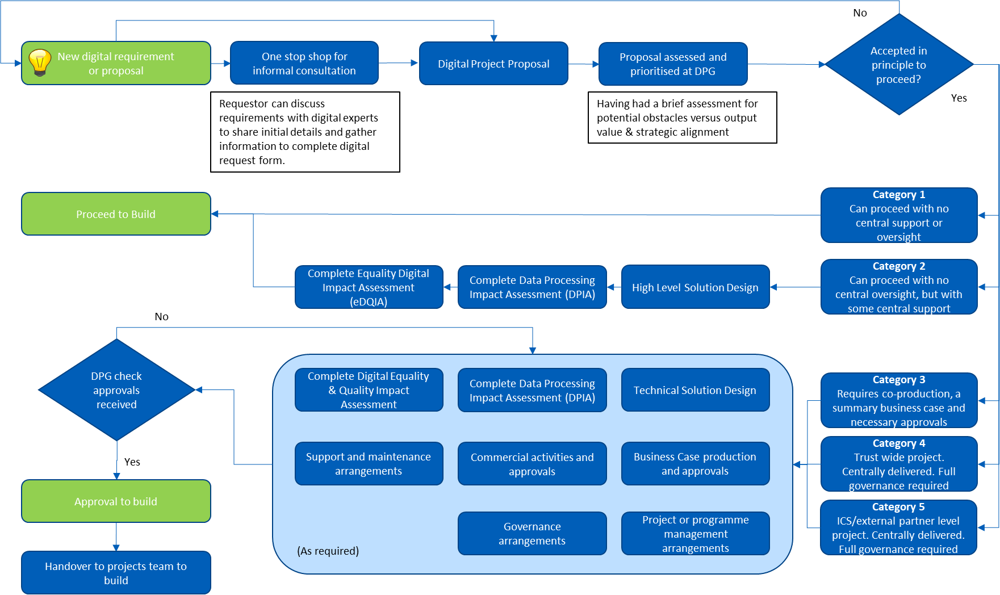 No
New digital requirement
or proposal
One stop shop for
informal consultation
Digital Project Proposal
Proposal assessed and
prioritised at DPG
Accepted in
principle to
proceed?
Yes
Requestor can discuss
requirements with digital experts
to share initial details and gather
information to complete digital
request form.
Having had a brief assessment for
potential obstacles versus output
value & strategic alignment
Proceed to Build
Category 1
Can proceed with no
central support or
oversight
Complete Equality Digital
Impact Assessment
(eDQIA)
Complete Data Processing
Impact Assessment (DPIA)
High Level Solution Design
Category 2
Can proceed with no
central oversight, but with
some central support
No
DPG check
approvals
received
Yes
Complete Digital Equality
& Quality Impact
Assessment
Complete Data Processing
Impact Assessment (DPIA)
Technical Solution Design
Support and maintenance
arrangements
Commercial activities and
approvals
Business Case production
and approvals
Governance
arrangements
Project or programme
management
arrangements
(As required)
Category 3
Requires co-production, a
summary business case and
necessary approvals
Category 4
Trust wide project.
Centrally delivered. Full
governance required
Category 5
ICS/external partner level
project. Centrally delivered.
Full governance required
Approval to build
Handover to projects team to
build